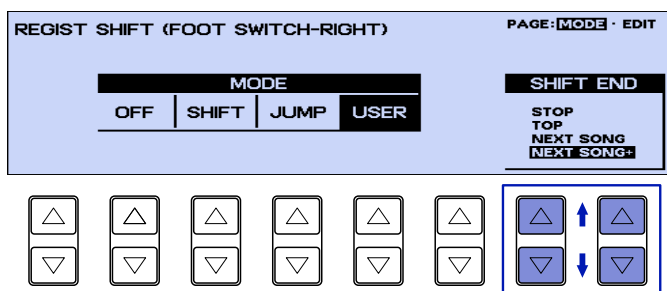 REGIST SHIFT (FOOT SWITCH-RIGHT)
PAGE: MODE · EDIT
MODE
OFF SHIFT JUMP USER
SHIFT END
STOP
TOP
NEXT SONG
NEXT SONG+